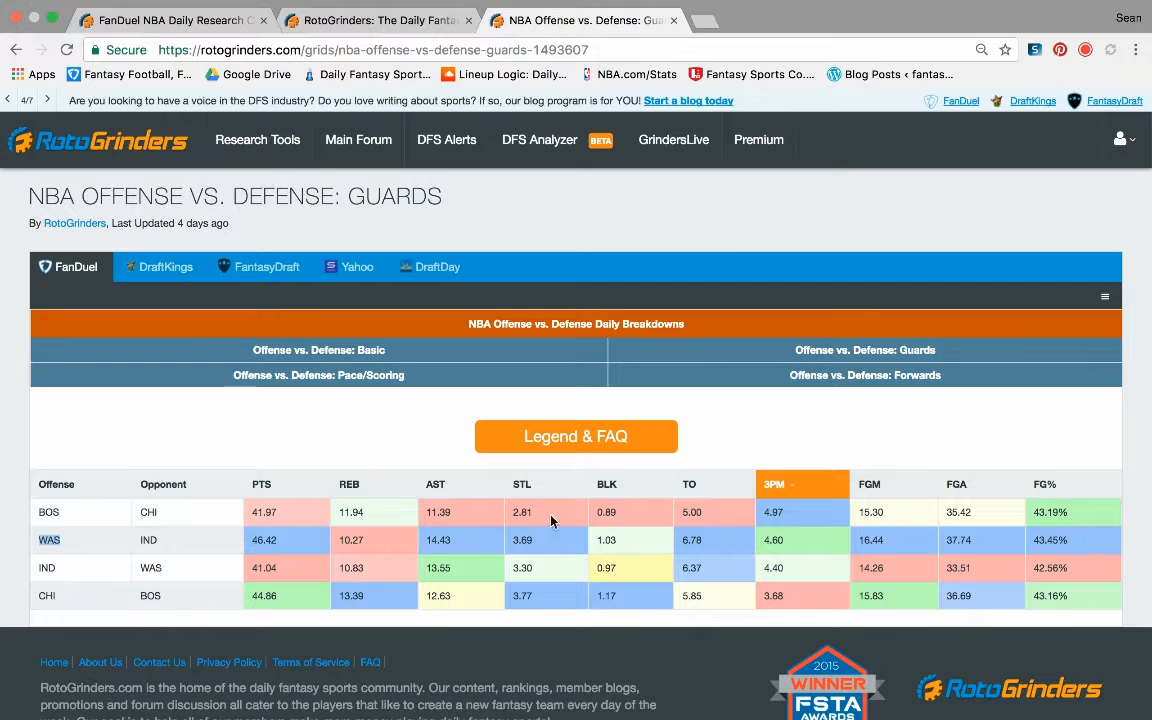 FanDuel NBA Daily Research C
RotoGrinders: The Daily Fanta
NBA Offense vs. Defense: Gua
Sean
Secure https://rotogrinders.com/grids/nba-offense-vs-defense-guards-1493607
Apps Fantasy Football, F... Google Drive Daily Fantasy Sport... Lineup Logic: Daily... NBA.com/Stats Fantasy Sports Co.... Blog Posts ‹ fantas...
4/7 Are you looking to have a voice in the DFS industry? Do you love writing about sports? If so, our blog program is for YOU! Start a blog today FanDuel DraftKings FantasyDraft
RotoGrinders Research Tools Main Forum DFS Alerts DFS Analyzer BETA GrindersLive Premium
NBA OFFENSE VS. DEFENSE: GUARDS
By RotoGrinders, Last Updated 4 days ago
FanDuel DraftKings FantasyDraft Yahoo DraftDay
NBA Offense vs. Defense Daily Breakdowns
Offense vs. Defense: Basic Offense vs. Defense: Guards
Offense vs. Defense: Pace/Scoring Offense vs. Defense: Forwards
Legend & FAQ
Offense Opponent PTS REB AST STL BLK TO 3PM FGM FGA FG%
BOS CHI 41.97 11.94 11.39 2.81 0.89 5.00 4.97 15.30 35.42 43.19%
WAS IND 46.42 10.27 14.43 3.69 1.03 6.78 4.60 16.44 37.74 43.45%
IND WAS 41.04 10.83 13.55 3.30 0.97 6.37 4.40 14.26 33.51 42.56%
CHI BOS 44.86 13.39 12.63 3.77 1.17 5.85 3.68 15.83 36.69 43.16%
Home | About Us | Contact Us | Privacy Policy | Terms of Service | FAQ |
RotoGrinders.com is the home of the daily fantasy sports community. Our content, rankings, member blogs,
promotions and forum discussion all cater to the players that like to create a new fantasy team every day of the
2015
WINNER
FSTA
AWARDS
RotoGrinders